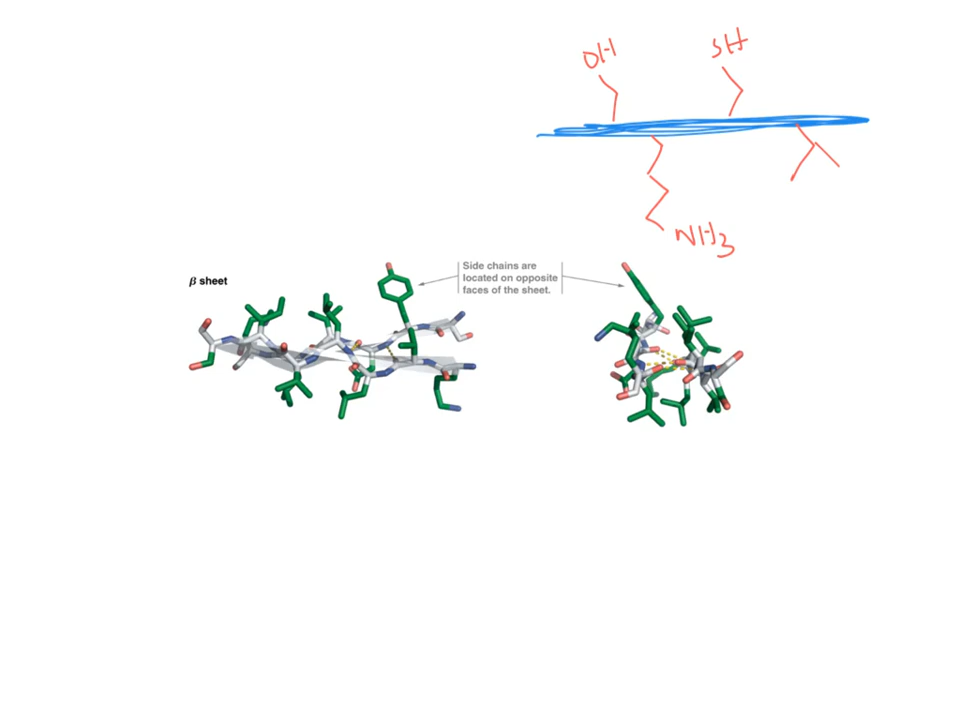 OH
SH
NH3
β sheet
Side chains are
located on opposite
faces of the sheet.